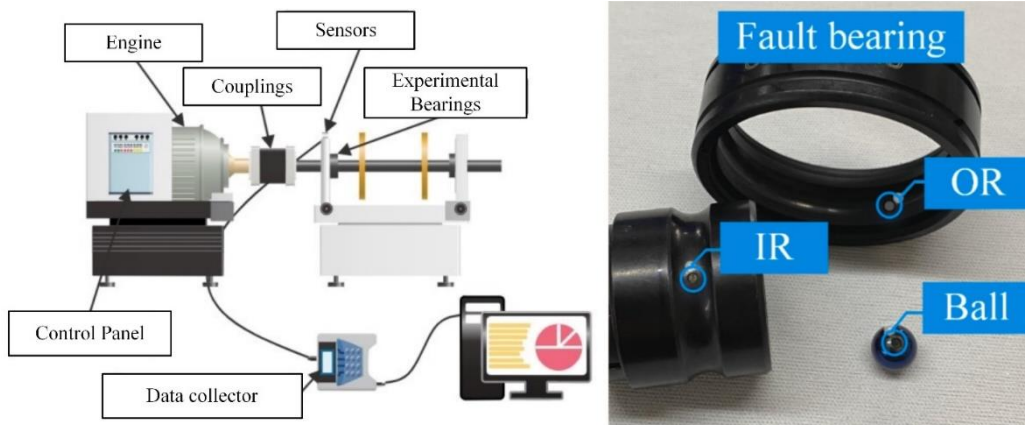 Engine
Sensors
Couplings
Experimental
Bearings
Control Panel
Data collector
Fault bearing
OR
IR
Ball